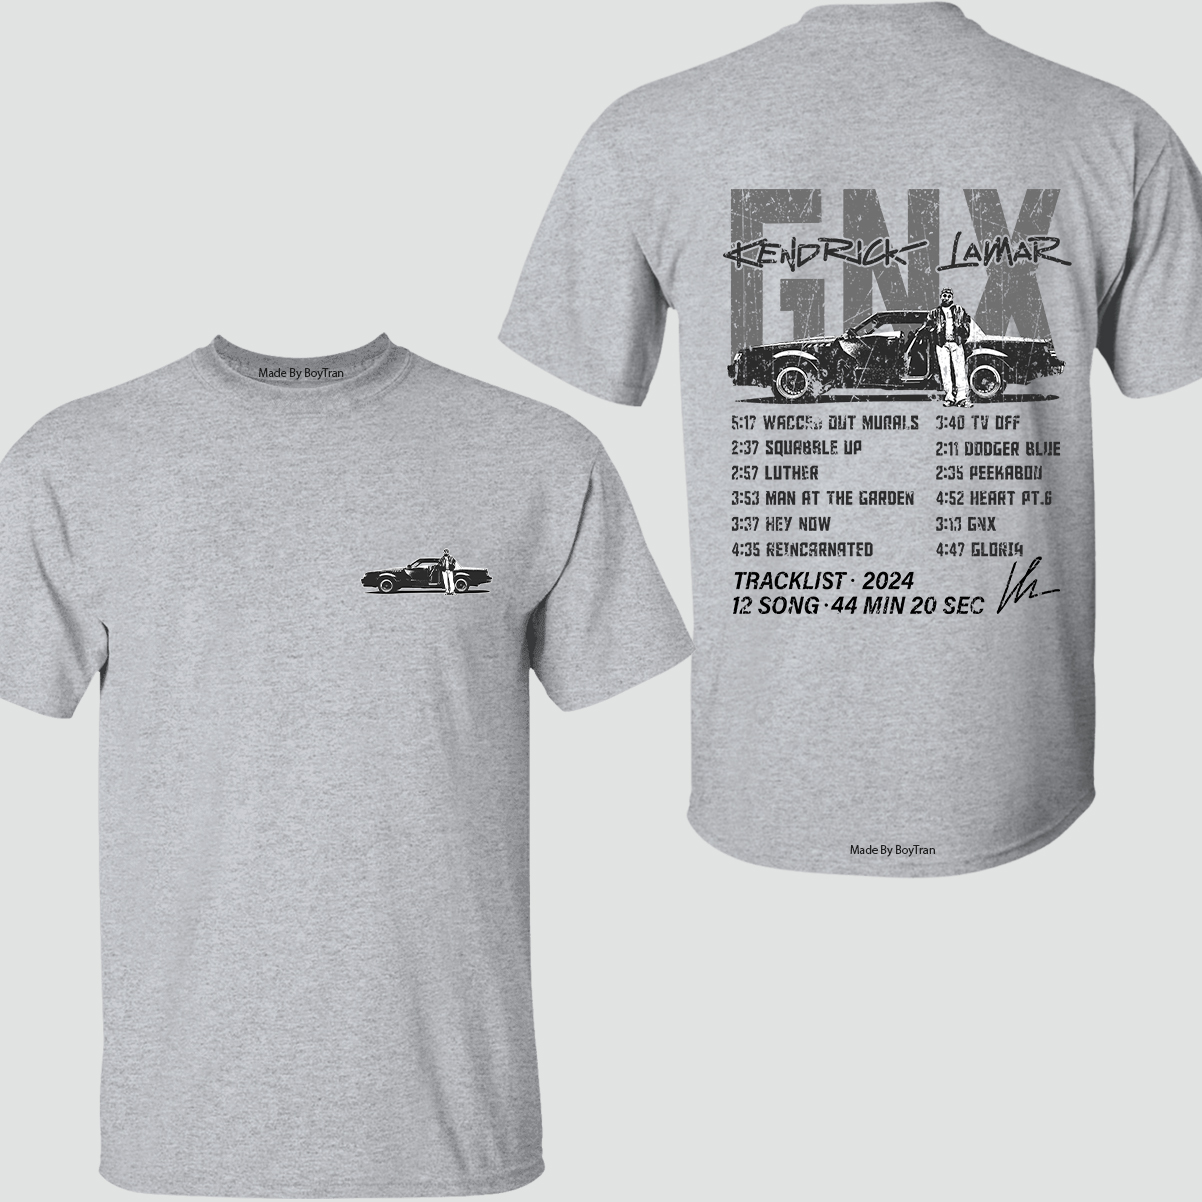 Made By BoyTran
GNX
KENDRICK LAMAR
5:17 WACCED OUT MURALS
2:37 SQUABBLE UP
2:57 LUTHER
3:53 MAN AT THE GARDEN
3:37 HEY NOW
4:35 REINCARNATED
3:40 TV OFF
2:11 DODGER BLUE
2:35 PEEKABOO
4:52 HEART PT.6
3:13 GNX
4:47 GLORIA
TRACKLIST · 2024
12 SONG · 44 MIN 20 SEC
Made By BoyTran